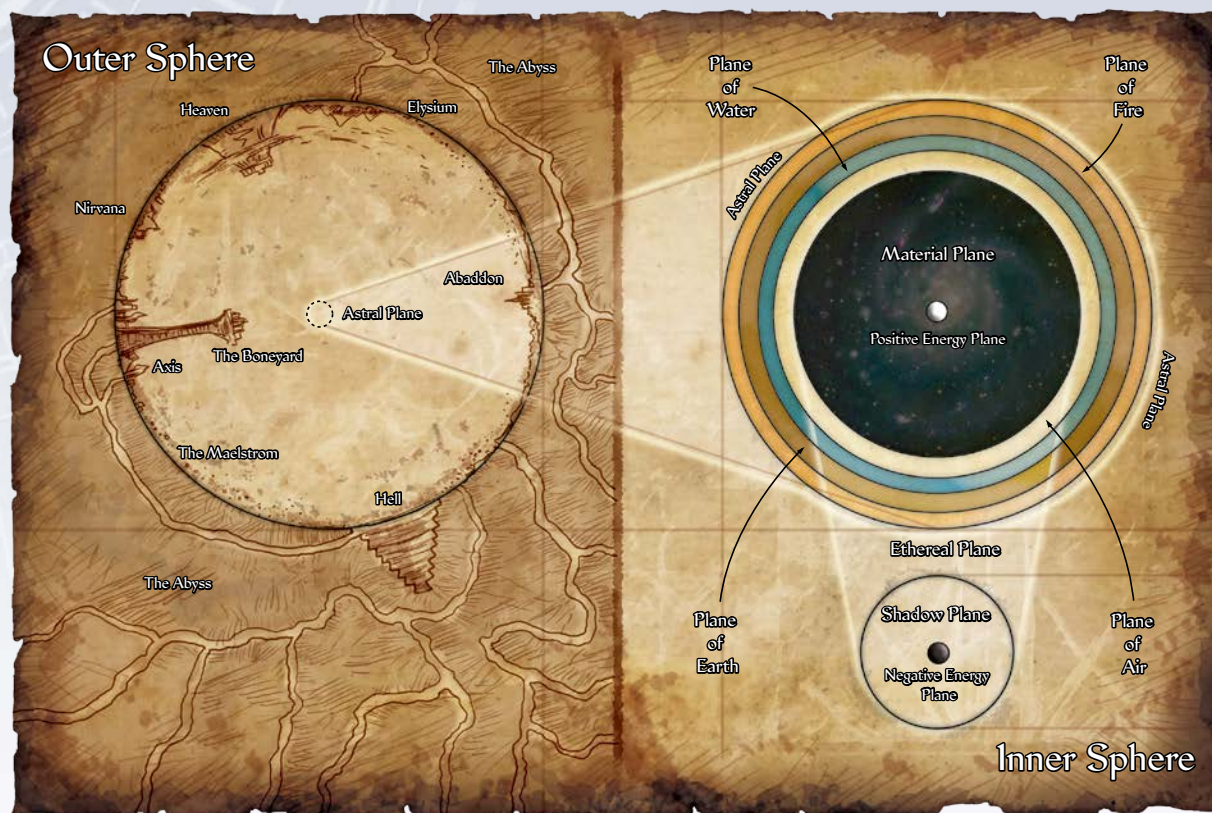 Outer Sphere
The Abyss
Heaven
Elysium
Nirvana
Abaddon
Astral Plane
The Boneyard
Axis
The Maelstrom
Hell
The Abyss
Plane
of
Water
Plane
of
Fire
Astral Plane
Material Plane
Positive Energy Plane
Astral Plane
Ethereal Plane
Plane
of
Earth
Shadow Plane
Negative Energy
Plane
Plane
of
Air
Inner Sphere